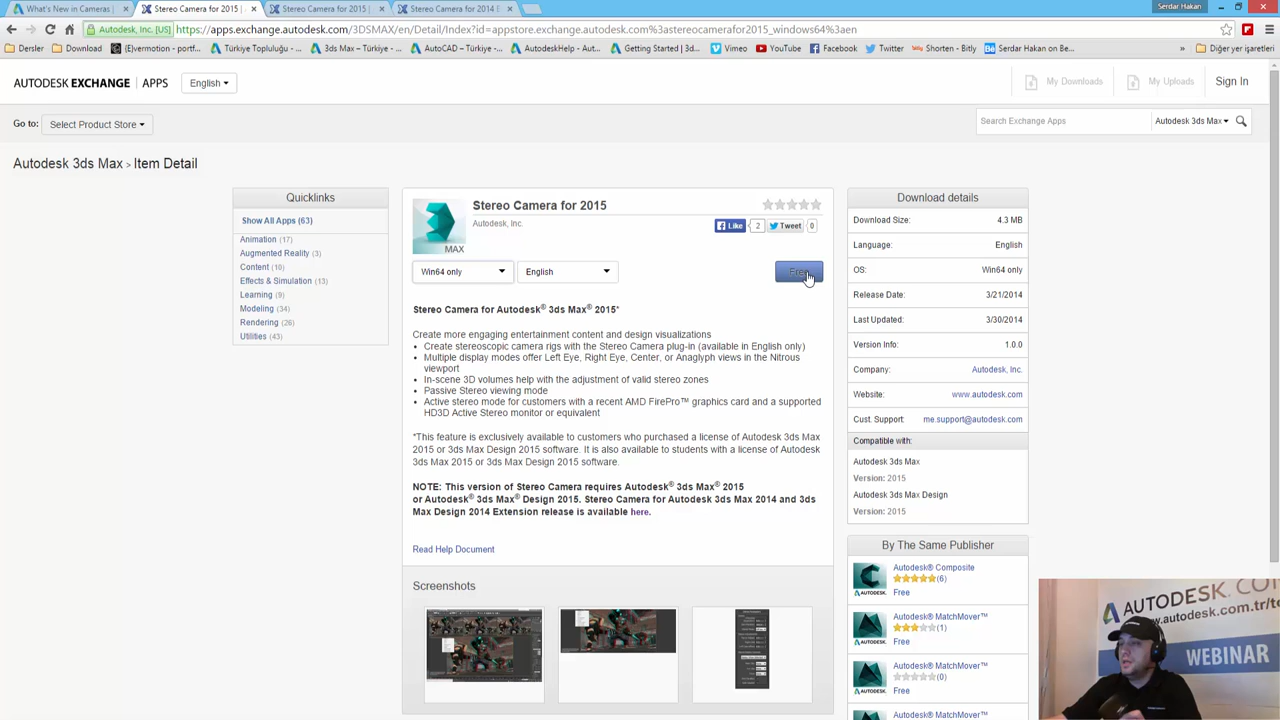 What's New in Cameras |
Stereo Camera for 2015 |
Stereo Camera for 2015 |
Stereo Camera for 2014 E
Serdar Hakan
Autodesk, Inc. [US]
https://apps.exchange.autodesk.com/3DSMAX/en/Detail/Index?id=appstore.exchange.autodesk.com%3astereocamerafor2015_windows64%3aen
Dersler
Download
[Evermotion - portf...
Türkiye Topluluğu - ...
3ds Max – Türkiye - ...
AutoCAD – Türkiye - ...
AutodeskHelp - Aut...
Getting Started | 3d...
Vimeo
YouTube
Facebook
Twitter
Shorten - Bitly
Serdar Hakan on Be...
»
Diğer yer işaretleri
AUTODESK EXCHANGE | APPS
English
My Downloads
My Uploads
Sign In
Go to:
Select Product Store
Search Exchange Apps
Autodesk 3ds Max
Autodesk 3ds Max > Item Detail
Quicklinks
Show All Apps (63)
Animation (17)
Augmented Reality (3)
Content (10)
Effects & Simulation (13)
Learning (9)
Modeling (34)
Rendering (26)
Utilities (43)
MAX
Stereo Camera for 2015
Autodesk, Inc.
Like
2
Tweet
0
Win64 only
English
Free
Stereo Camera for Autodesk® 3ds Max® 2015*
Create more engaging entertainment content and design visualizations
• Create stereoscopic camera rigs with the Stereo Camera plug-in (available in English only)
• Multiple display modes offer Left Eye, Right Eye, Center, or Anaglyph views in the Nitrous
viewport
• In-scene 3D volumes help with the adjustment of valid stereo zones
• Passive Stereo viewing mode
• Active stereo mode for customers with a recent AMD FirePro™ graphics card and a supported
HD3D Active Stereo monitor or equivalent
*This feature is exclusively available to customers who purchased a license of Autodesk 3ds Max
2015 or 3ds Max Design 2015 software. It is also available to students with a license of Autodesk
3ds Max 2015 or 3ds Max Design 2015 software.
NOTE: This version of Stereo Camera requires Autodesk® 3ds Max® 2015
or Autodesk® 3ds Max® Design 2015. Stereo Camera for Autodesk 3ds Max 2014 and 3ds
Max Design 2014 Extension release is available here.
Read Help Document
Screenshots
Download details
Download Size: 4.3 MB
Language: English
OS: Win64 only
Release Date: 3/21/2014
Last Updated: 3/30/2014
Version Info: 1.0.0
Company: Autodesk, Inc.
Website: www.autodesk.com
Cust. Support: me.support@autodesk.com
Compatible with:
Autodesk 3ds Max
Version: 2015
Autodesk 3ds Max Design
Version: 2015
By The Same Publisher
AUTODESK.
Autodesk® Composite
(6)
Free
AUTODESK.
Autodesk® MatchMover™
(1)
Free
AUTODESK.
Autodesk® MatchMover™
(0)
Free
Autodesk® MatchMover™
AUTODESK.
AUTODESK.CO
www.autodesk.com.tr/to
WEBINAR